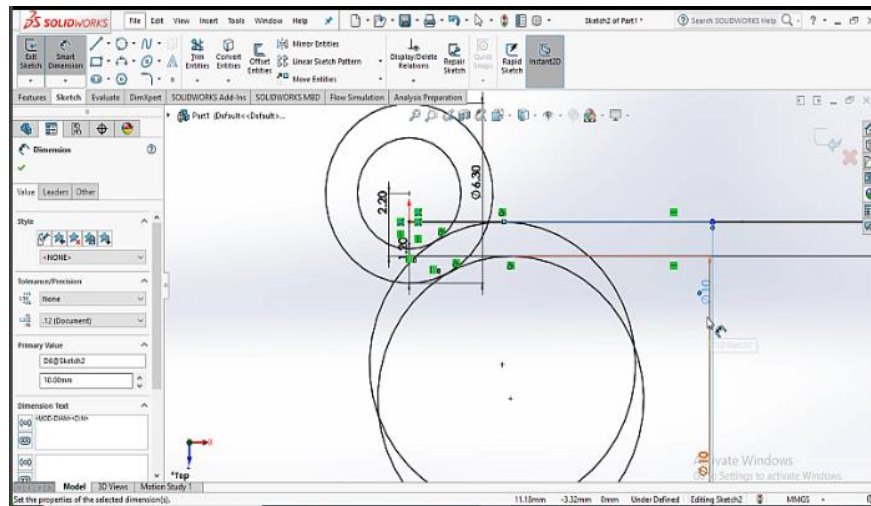 SOLIDWORKS File Edit View Insert Tools Window Help Sketch2 of Part1 * Search SOLIDWORKS Help
Exit Sketch
Smart Dimension
Trim Entities
Convert Entities
Offset Entities
Mirror Entities
Linear Sketch Pattern
Move Entities
Display/Delete Relations
Repair Sketch
Quick Snaps
Rapid Sketch
Instant2D
Features Sketch Evaluate DimXpert SOLIDWORKS Add-Ins SOLIDWORKS MBD Flow Simulation Analysis Preparation
Part1 (Default<<Default>...
Dimension
Value Leaders Other
Style
<NONE>
Tolerance/Precision
None
.12 (Document)
Primary Value
D6@Sketch2
10.00mm
Dimension Text
<MOD-DIAM><DIM>
2.20
1.20
Ø6.30
Ø10
Ø10
*Top
Activate Windows
Go to Settings to activate Windows.
Model 3D Views Motion Study 1
Set the properties of the selected dimension(s). 11.18mm -3.32mm 0mm Under Defined Editing Sketch2 MMGS